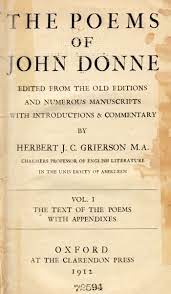 THE POEMS
OF
JOHN DONNE
EDITED FROM THE OLD EDITIONS
AND NUMEROUS MANUSCRIPTS
WITH INTRODUCTIONS & COMMENTARY
BY
HERBERT J. C. GRIERSON M.A.
CHALMERS PROFESSOR OF ENGLISH LITERATURE
IN THE UNIVERSITY OF ABERDEEN
VOL. I
THE TEXT OF THE POEMS
WITH APPENDIXES
OXFORD
AT THE CLARENDON PRESS
1912
72594